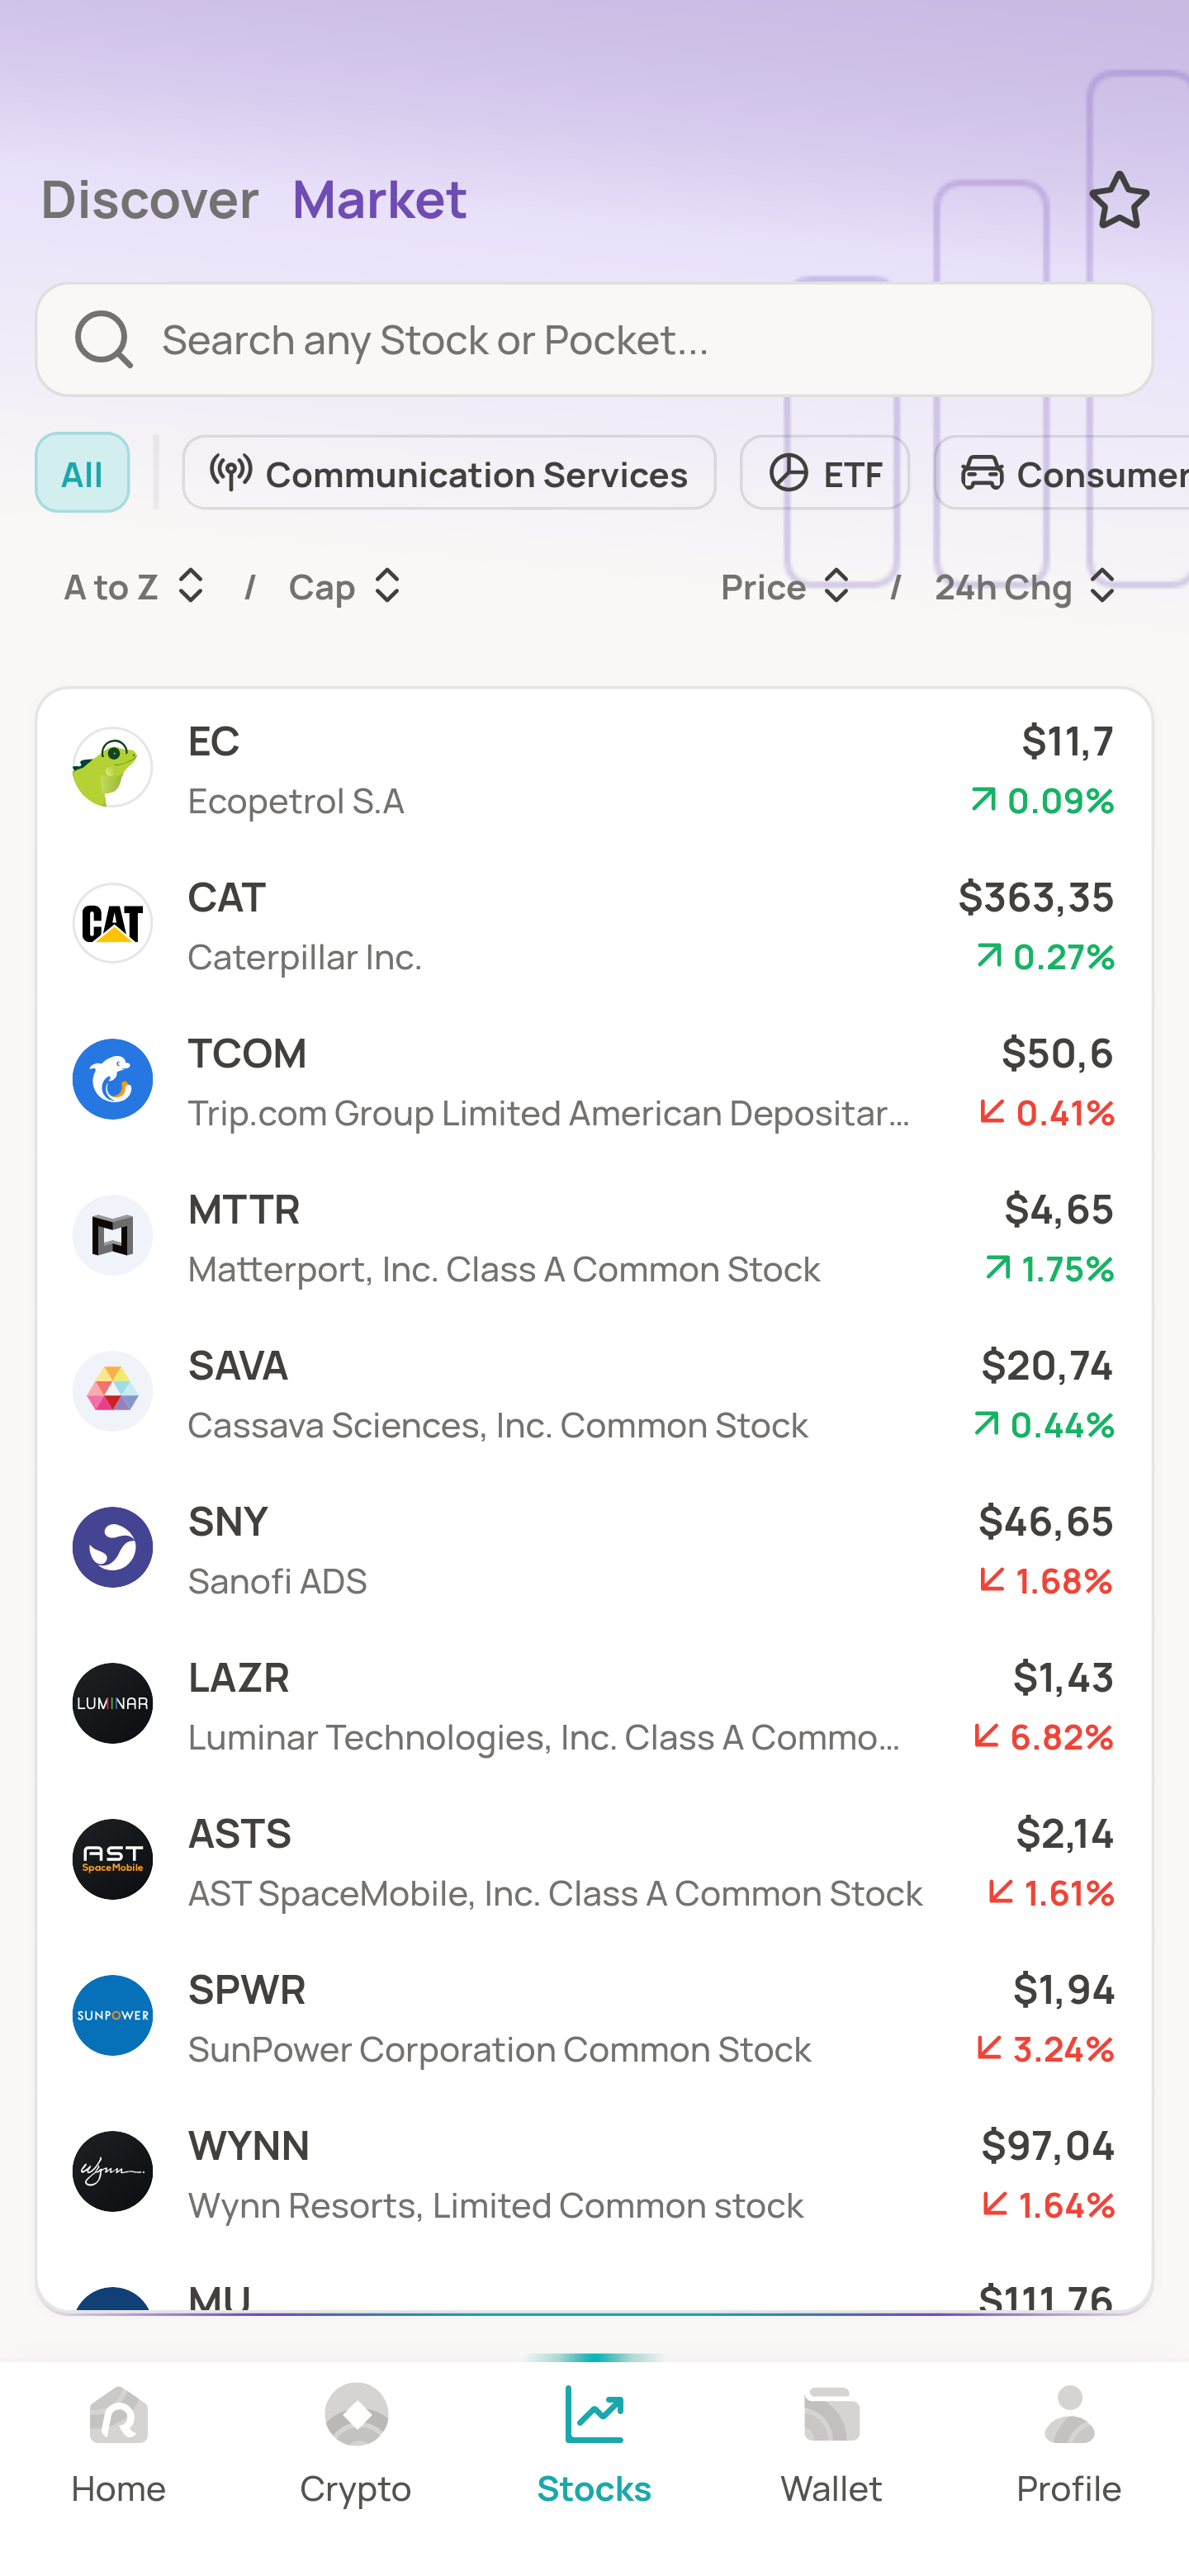 Discover Market
Search any Stock or Pocket...
All Communication Services ETF Consumer
A to Z / Cap Price / 24h Chg
EC $11,7
Ecopetrol S.A 0.09%
CAT
CAT $363,35
Caterpillar Inc. 0.27%
TCOM $50,6
Trip.com Group Limited American Depositar... 0.41%
MTTR $4,65
Matterport, Inc. Class A Common Stock 1.75%
SAVA $20,74
Cassava Sciences, Inc. Common Stock 0.44%
SNY $46,65
Sanofi ADS 1.68%
LUMINAR
LAZR $1,43
Luminar Technologies, Inc. Class A Commo... 6.82%
AST
SpaceMobile
ASTS $2,14
AST SpaceMobile, Inc. Class A Common Stock 1.61%
SUNPOWER
SPWR $1,94
SunPower Corporation Common Stock 3.24%
Wynn
WYNN $97,04
Wynn Resorts, Limited Common stock 1.64%
MU $111,76
Home Crypto Stocks Wallet Profile